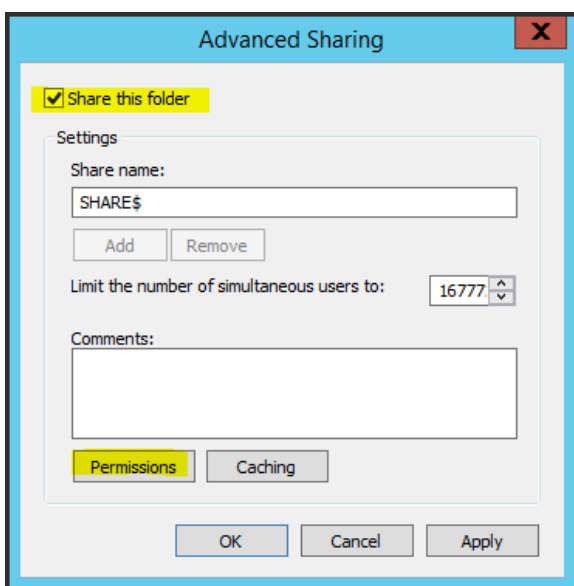 Advanced Sharing
X
Share this folder
Settings
Share name:
SHARE$
Add Remove
Limit the number of simultaneous users to: 16777
Comments:
Permissions Caching
OK Cancel Apply